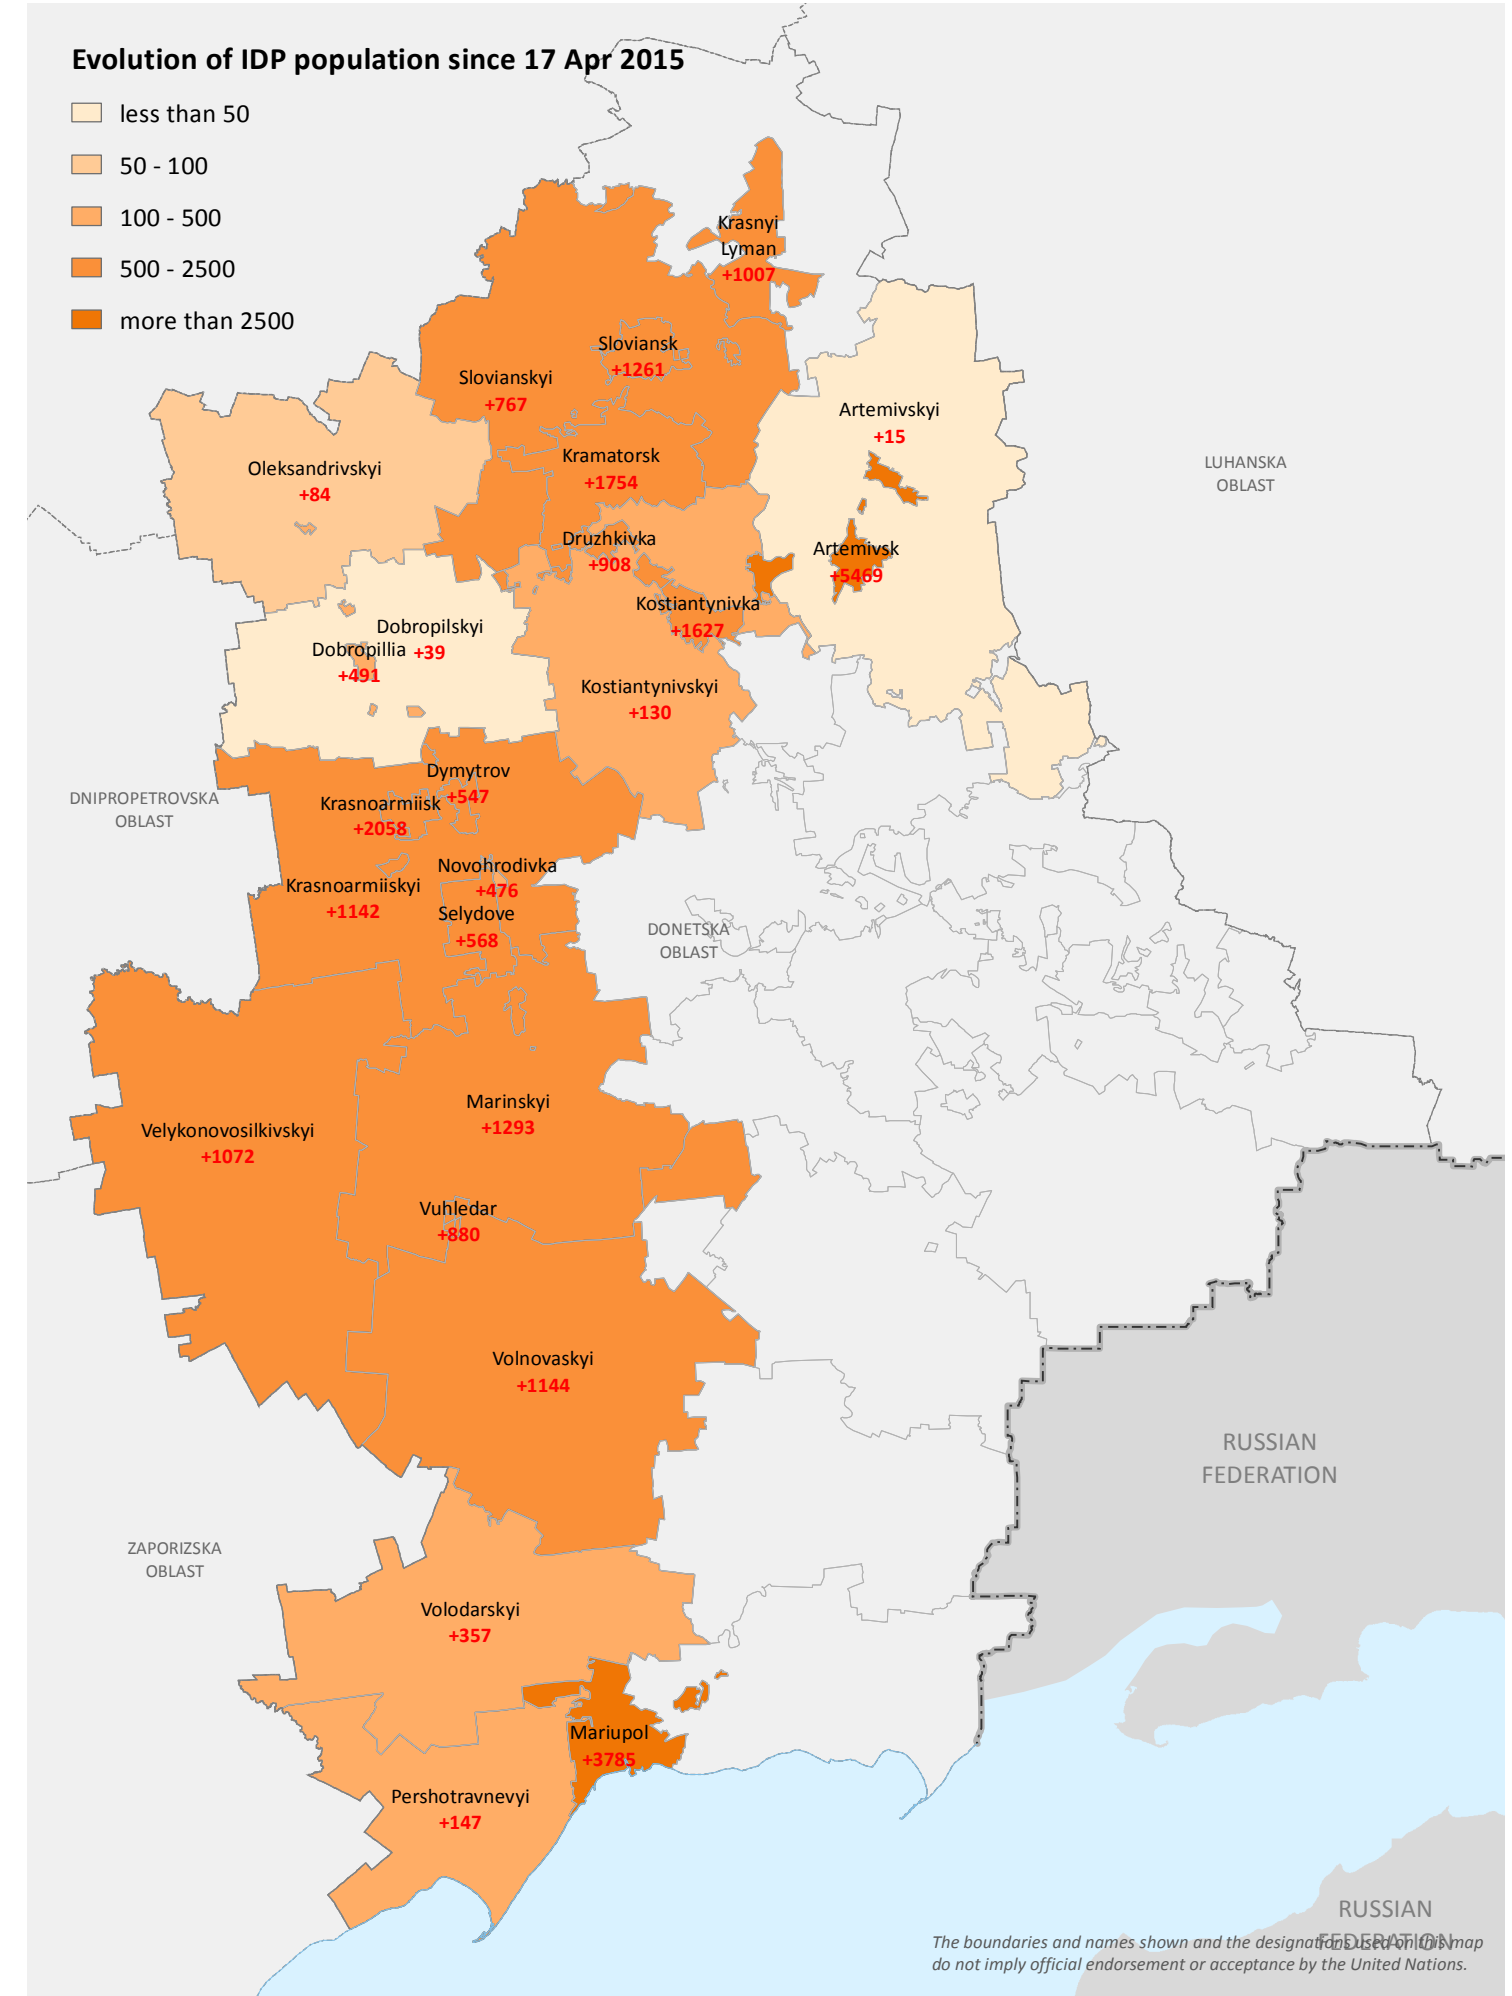 Evolution of IDP population since 17 Apr 2015
less than 50
50 - 100
100 - 500
500 - 2500
more than 2500
Krasnyi
Lyman
+1007
Sloviansk
+1261
Slovianskyi
+767
Artemivskyi
+15
Oleksandrivskyi
+84
Kramatorsk
+1754
LUHANSKA
OBLAST
Druzhkivka
+908
Artemivsk
+5469
Kostiantynivka
+1627
Dobropilskyi
+39
Dobropillia
+491
Kostiantynivskyi
+130
Dymytrov
+547
DNIPROPETROVSKA
OBLAST
Krasnoarmiisk
+2058
Novohrodivka
+476
Krasnoarmiiskyi
+1142
Selydove
+568
DONETSKA
OBLAST
Marinskyi
+1293
Velykonovosilkivskyi
+1072
Vuhledar
+880
Volnovaskyi
+1144
RUSSIAN
FEDERATION
ZAPORIZSKA
OBLAST
Volodarskyi
+357
Mariupol
+3785
Pershotravnevyi
+147
RUSSIAN
FEDERATION
The boundaries and names shown and the designations used on this map
do not imply official endorsement or acceptance by the United Nations.